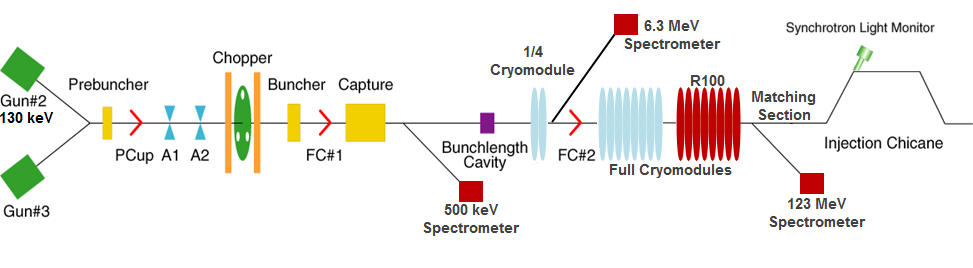 Gun#2
130 keV
Gun#3
Prebuncher
PCup
A1
A2
Chopper
Buncher
FC#1
Capture
500 keV
Spectrometer
Bunchlength
Cavity
1/4
Cryomodule
6.3 MeV
Spectrometer
FC#2
R100
Full Cryomodules
Matching
Section
123 MeV
Spectrometer
Synchrotron Light Monitor
Injection Chicane